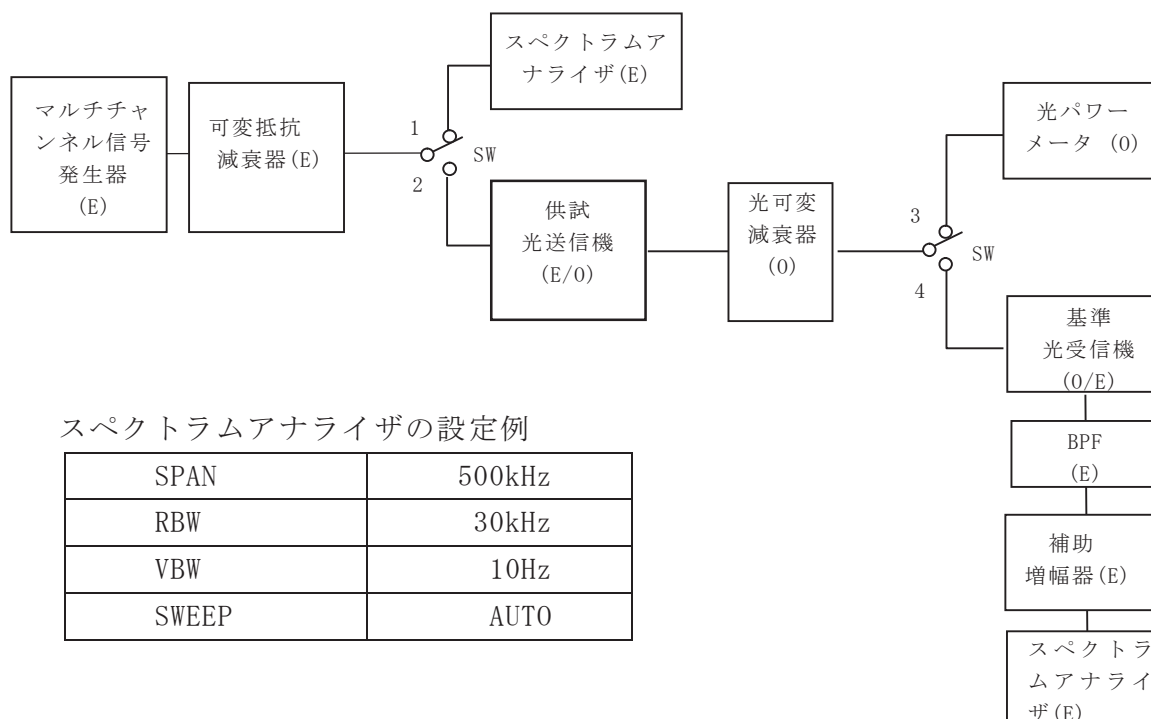 スペクトラムア
ナライザ(E)
マルチチャ
ンネル信号
発生器
(E)
可変抵抗
減衰器(E)
1
SW
2
供試
光送信機
(E/O)
光可変
減衰器
(O)
光パワー
メータ (O)
3
SW
4
基準
光受信機
(O/E)
BPF
(E)
補助
増幅器(E)
スペクトラ
ムアナライ
ザ(E)
スペクトラムアナライザの設定例
SPAN 500kHz
RBW 30kHz
VBW 10Hz
SWEEP AUTO